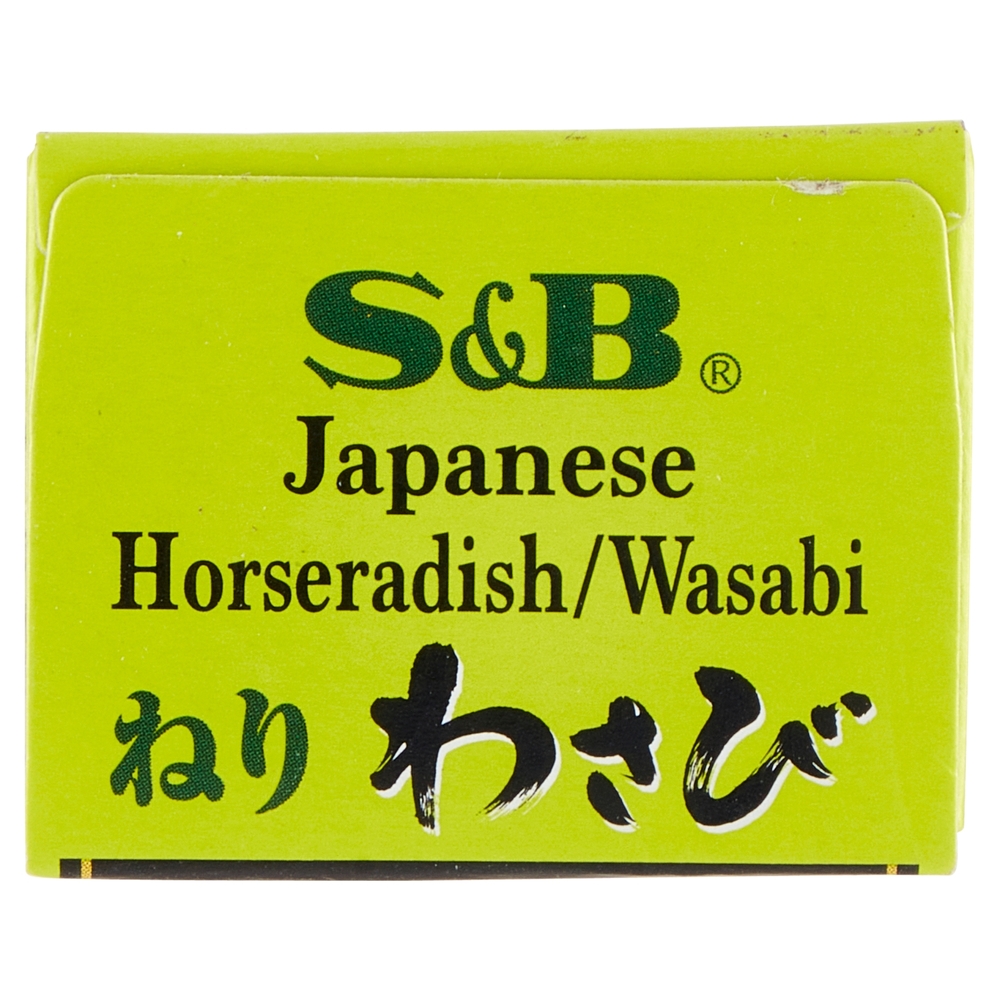 S&B®
Japanese
Horseradish/Wasabi
ねり わさび